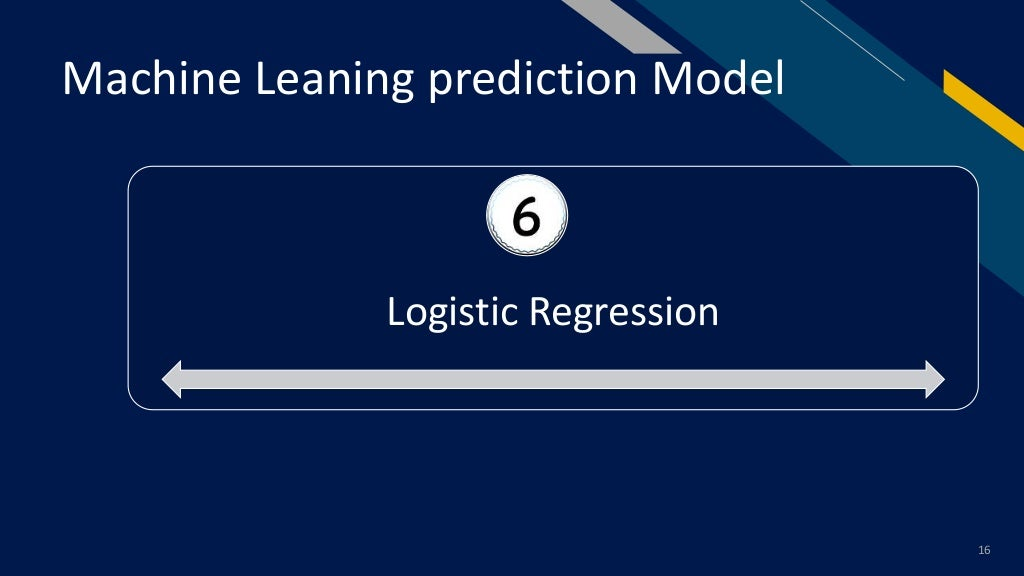 Machine Leaning prediction Model
6
Logistic Regression
16